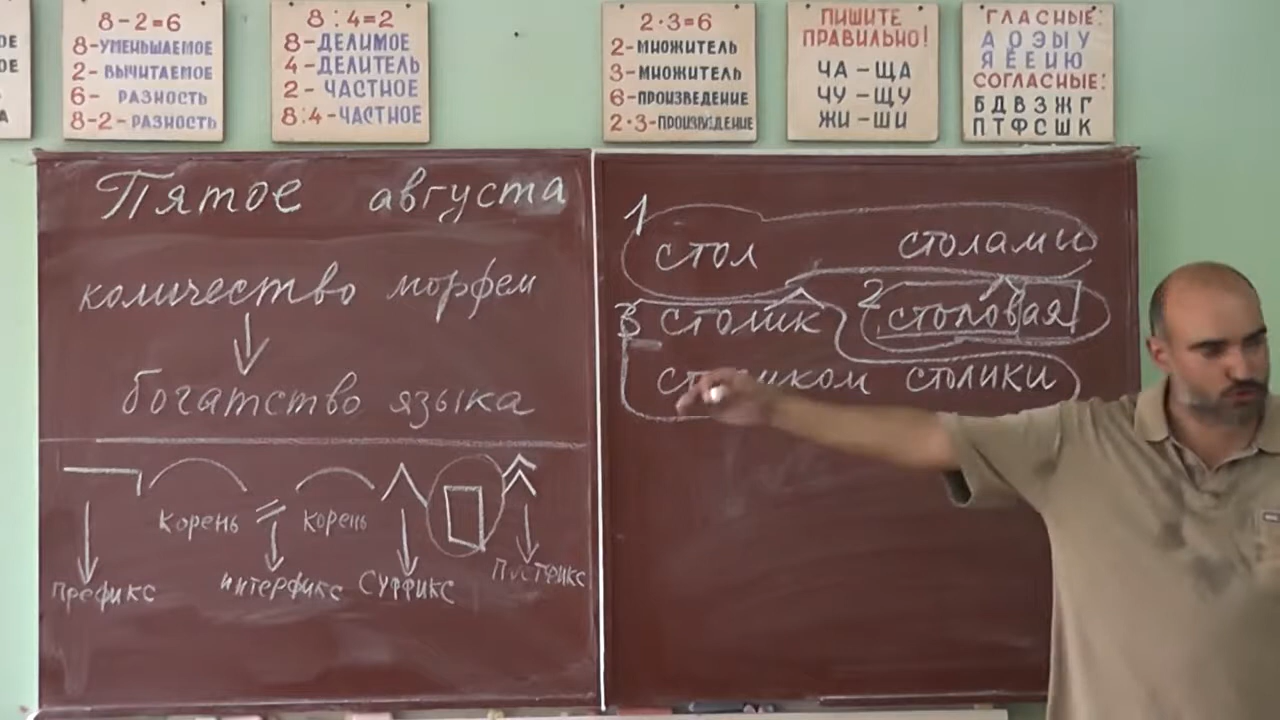 8-2=6
8-УМЕНЬШАЕМОЕ
2-ВЫЧИТАЕМОЕ
6- РАЗНОСТЬ
8-2-РАЗНОСТЬ
8:4=2
8-ДЕЛИМОЕ
4-ДЕЛИТЕЛЬ
2-ЧАСТНОЕ
8:4-ЧАСТНОЕ
2·3=6
2-МНОЖИТЕЛЬ
3-МНОЖИТЕЛЬ
6-ПРОИЗВЕДЕНИЕ
2·3-ПРОИЗВЕДЕНИЕ
ПИШИТЕ
ПРАВИЛЬНО!
ЧА-ЩА
ЧУ-ЩУ
ЖИ-ШИ
ГЛАСНЫЕ:
А О Э Ы У
Я Ё Е И Ю
СОГЛАСНЫЕ:
Б Д В З Ж Г
П Т Ф С Ш К
Пятое августа
количество морфем
богатство языка
корень корень
префикс интерфикс суффикс постфикс
1
стол столами
3 столик 2 столовая
столики